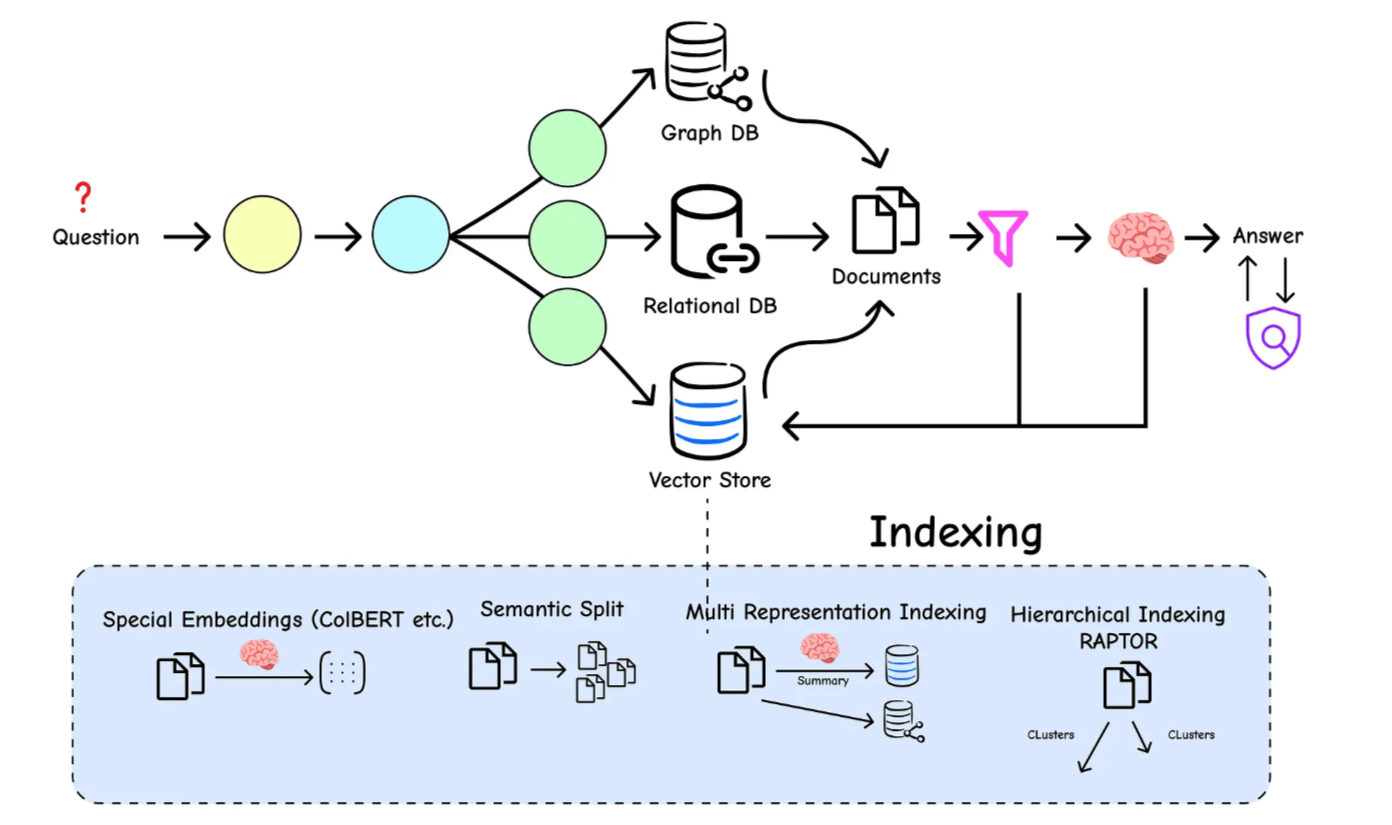 ?
Question
Graph DB
Relational DB
Vector Store
Documents
Answer
Indexing
Special Embeddings (ColBERT etc.)
Semantic Split
Multi Representation Indexing
Summary
Hierarchical Indexing
RAPTOR
CLusters
CLusters